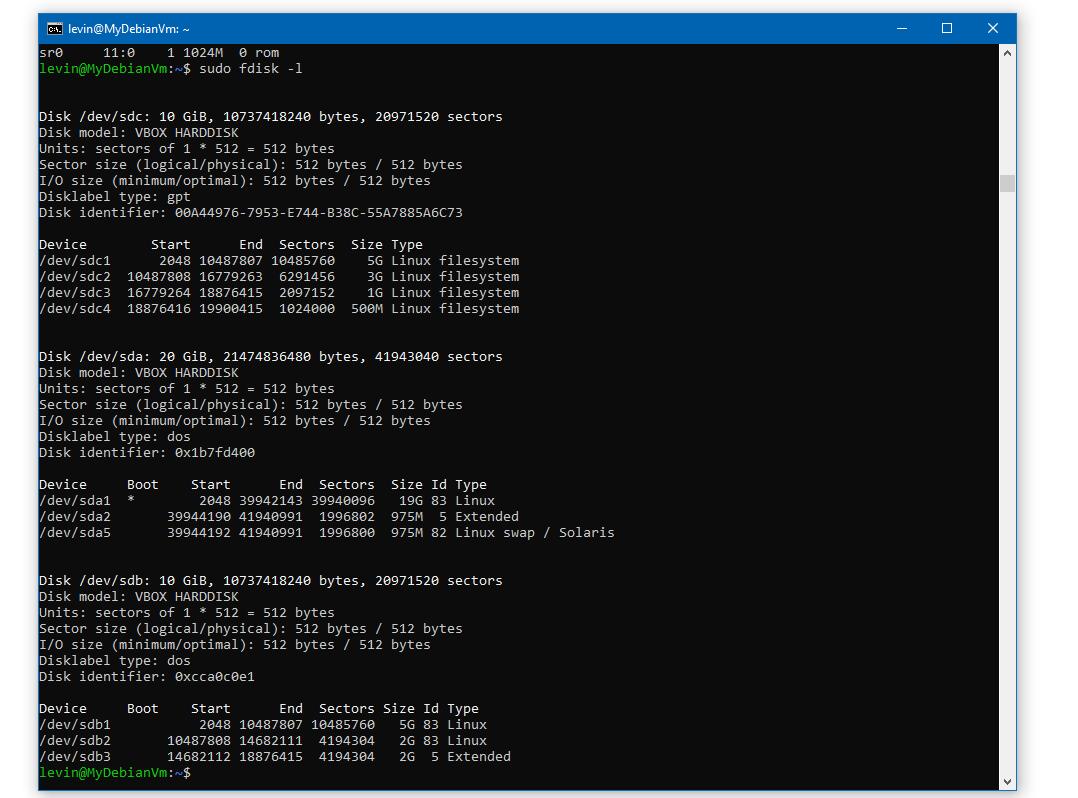 levin@MyDebianVm: ~
sr0     11:0    1 1024M  0 rom
levin@MyDebianVm:~$ sudo fdisk -l
Disk /dev/sdc: 10 GiB, 10737418240 bytes, 20971520 sectors
Disk model: VBOX HARDDISK
Units: sectors of 1 * 512 = 512 bytes
Sector size (logical/physical): 512 bytes / 512 bytes
I/O size (minimum/optimal): 512 bytes / 512 bytes
Disklabel type: gpt
Disk identifier: 00A44976-7953-E744-B38C-55A7885A6C73
Device        Start      End  Sectors  Size Type
/dev/sdc1      2048 10487807 10485760    5G Linux filesystem
/dev/sdc2  10487808 16779263  6291456    3G Linux filesystem
/dev/sdc3  16779264 18876415  2097152    1G Linux filesystem
/dev/sdc4  18876416 19900415  1024000  500M Linux filesystem
Disk /dev/sda: 20 GiB, 21474836480 bytes, 41943040 sectors
Disk model: VBOX HARDDISK
Units: sectors of 1 * 512 = 512 bytes
Sector size (logical/physical): 512 bytes / 512 bytes
I/O size (minimum/optimal): 512 bytes / 512 bytes
Disklabel type: dos
Disk identifier: 0x1b7fd400
Device     Boot    Start      End  Sectors  Size Id Type
/dev/sda1  *        2048 39942143 39940096   19G 83 Linux
/dev/sda2       39944190 41940991  1996802  975M  5 Extended
/dev/sda5       39944192 41940991  1996800  975M 82 Linux swap / Solaris
Disk /dev/sdb: 10 GiB, 10737418240 bytes, 20971520 sectors
Disk model: VBOX HARDDISK
Units: sectors of 1 * 512 = 512 bytes
Sector size (logical/physical): 512 bytes / 512 bytes
I/O size (minimum/optimal): 512 bytes / 512 bytes
Disklabel type: dos
Disk identifier: 0xcca0c0e1
Device     Boot    Start      End  Sectors Size Id Type
/dev/sdb1           2048 10487807 10485760   5G 83 Linux
/dev/sdb2       10487808 14682111  4194304   2G 83 Linux
/dev/sdb3       14682112 18876415  4194304   2G  5 Extended
levin@MyDebianVm:~$